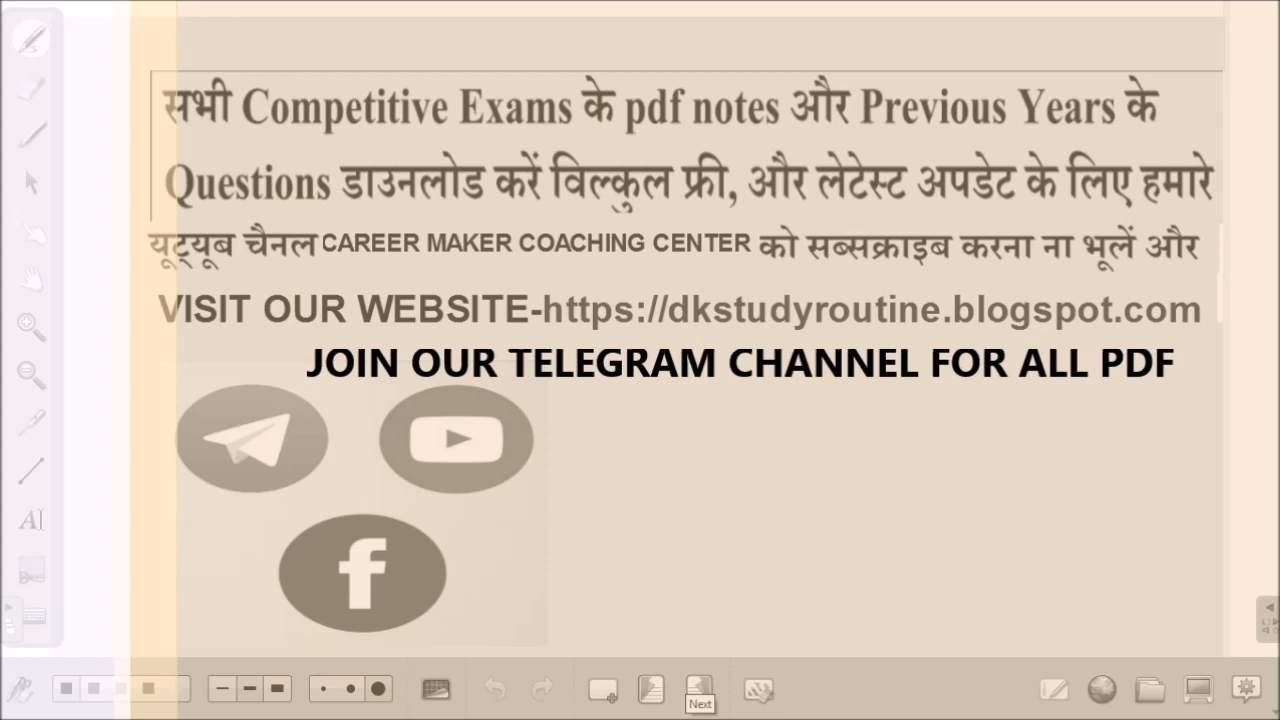 सभी Competitive Exams के pdf notes और Previous Years के
Questions डाउनलोड करें विल्कुल फ्री, और लेटेस्ट अपडेट के लिए हमारे
यूट्यूब चैनल CAREER MAKER COACHING CENTER को सब्सक्राइब करना ना भूलें और
VISIT OUR WEBSITE-https://dkstudyroutine.blogspot.com
JOIN OUR TELEGRAM CHANNEL FOR ALL PDF
f
AI
Next